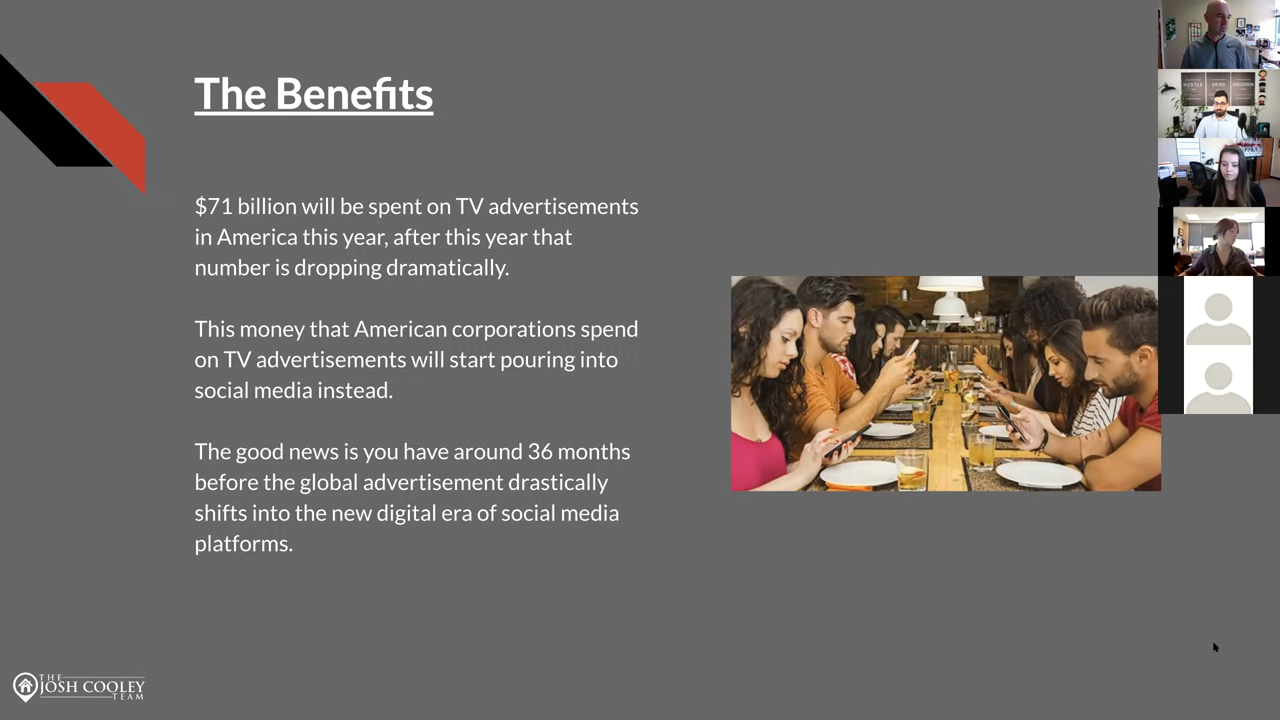 The Benefits
$71 billion will be spent on TV advertisements
in America this year, after this year that
number is dropping dramatically.
This money that American corporations spend
on TV advertisements will start pouring into
social media instead.
The good news is you have around 36 months
before the global advertisement drastically
shifts into the new digital era of social media
platforms.
HUSTLE GRIND EXECUTION
THE
JOSH COOLEY
TEAM